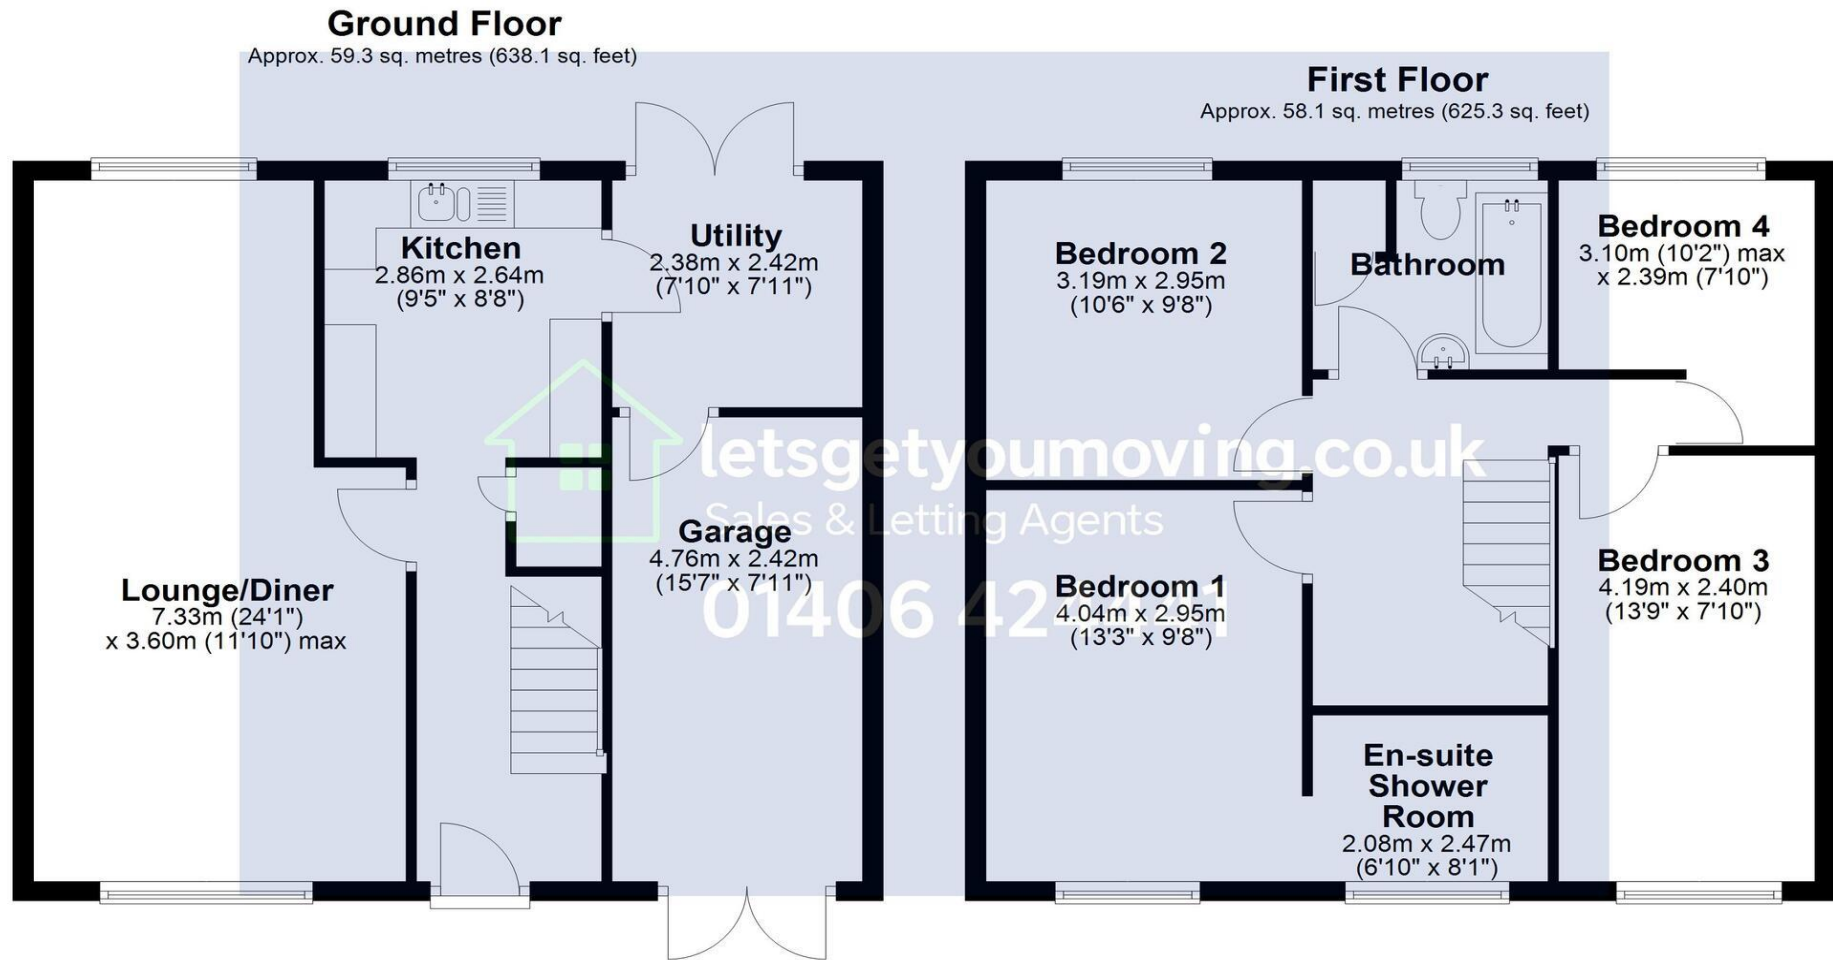 Ground Floor
Approx. 59.3 sq. metres (638.1 sq. feet)
First Floor
Approx. 58.1 sq. metres (625.3 sq. feet)
Kitchen
2.86m x 2.64m
(9'5" x 8'8")
Utility
2.38m x 2.42m
(7'10" x 7'11")
Lounge/Diner
7.33m (24'1")
x 3.60m (11'10") max
Garage
4.76m x 2.42m
(15'7" x 7'11")
Bedroom 2
3.19m x 2.95m
(10'6" x 9'8")
Bathroom
Bedroom 4
3.10m (10'2") max
x 2.39m (7'10")
Bedroom 1
4.04m x 2.95m
(13'3" x 9'8")
Bedroom 3
4.19m x 2.40m
(13'9" x 7'10")
En-suite
Shower
Room
2.08m x 2.47m
(6'10" x 8'1")
letsgetyoumoving.co.uk
Sales & Letting Agents
01406 424441